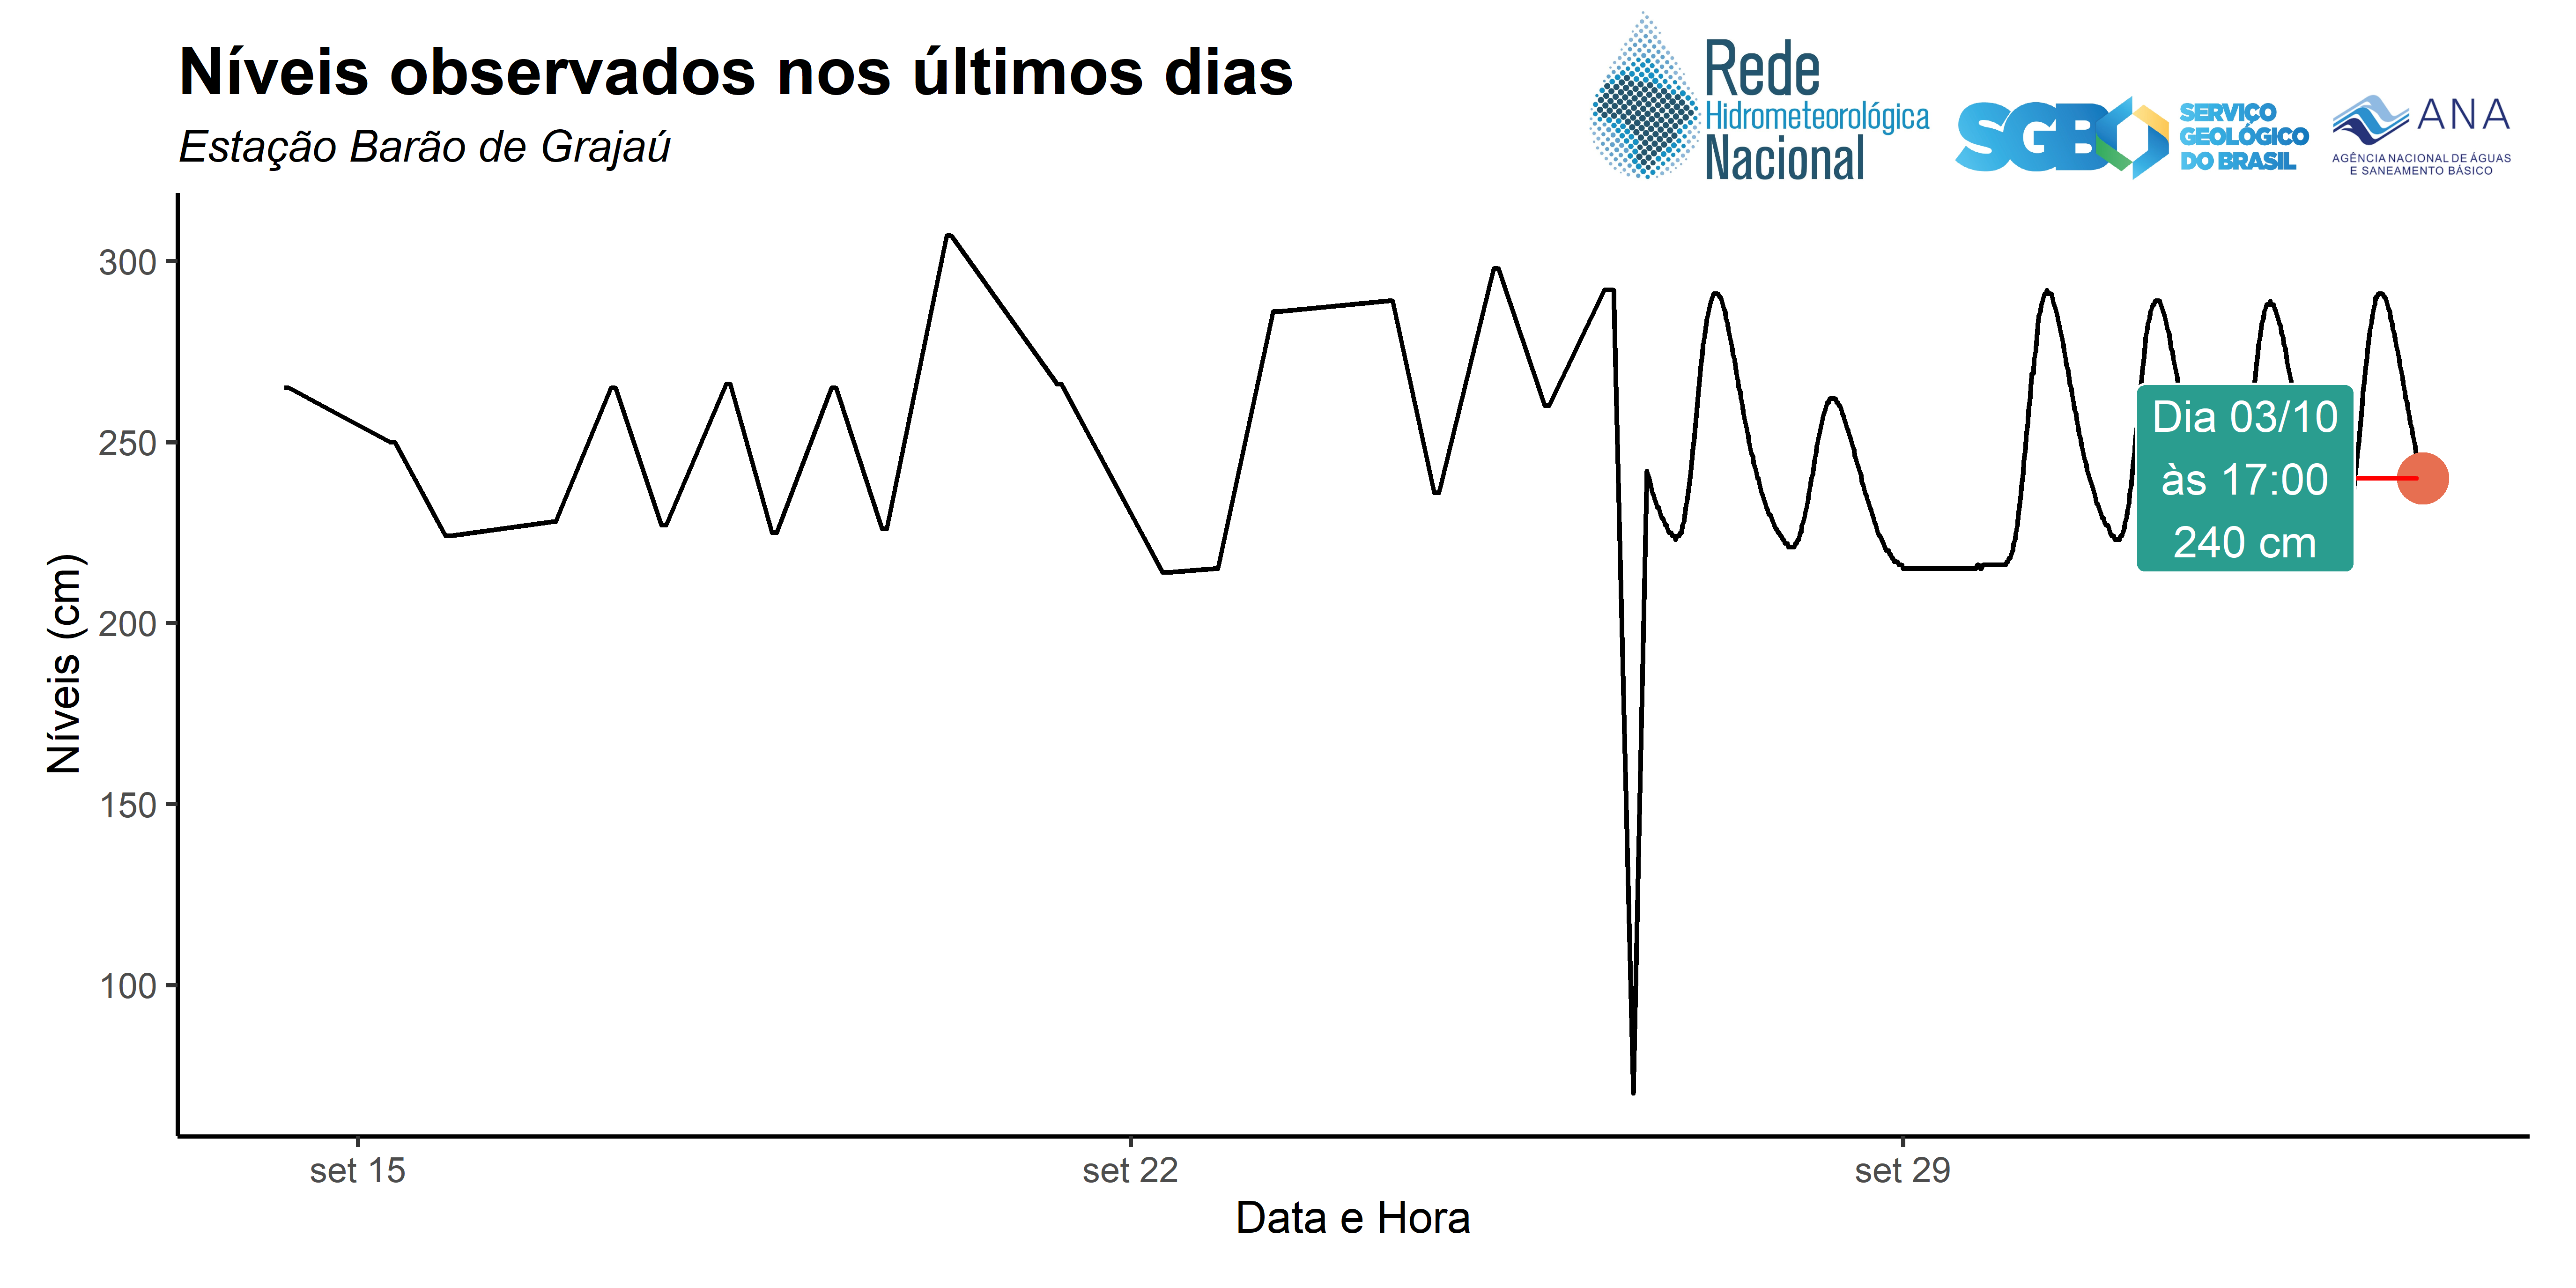 Níveis observados nos últimos dias
Estação Barão de Grajaú
Rede
Hidrometeorológica
Nacional
SGB
SERVIÇO
GEOLÓGICO
DO BRASIL
ANA
AGÊNCIA NACIONAL DE ÁGUAS
E SANEAMENTO BÁSICO
Níveis (cm)
300
250
200
150
100
Dia 03/10
às 17:00
240 cm
set 15
set 22
set 29
Data e Hora